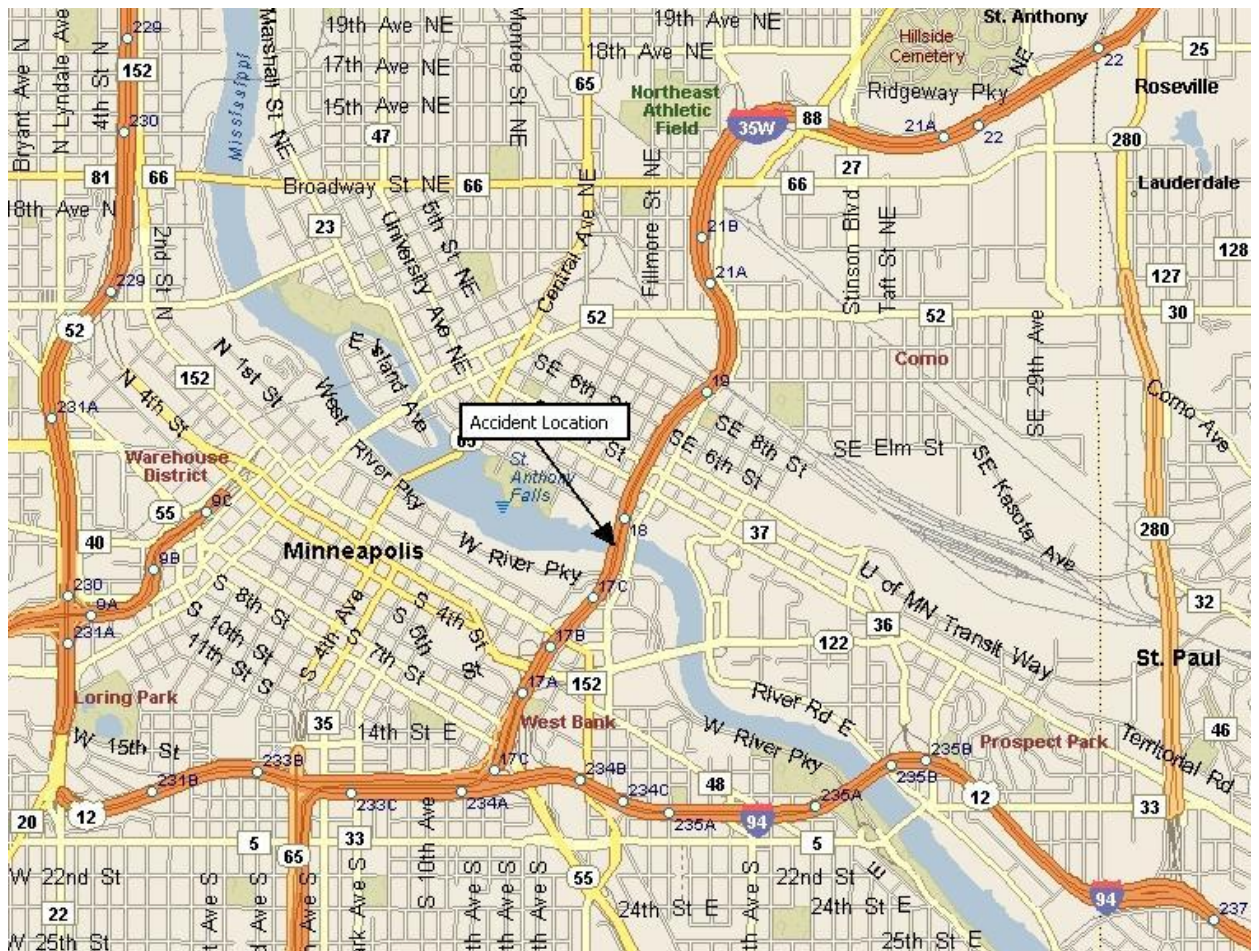 19th Ave NE
19th Ave NE
St. Anthony
229
Bryant Ave N
N Lyndale Ave
4th St N
152
Mississippi
Marshall St NE
17th Ave NE
15th Ave NE
47
Monroe St NE
65
18th Ave NE
Northeast
Athletic
Field
Hillside
Cemetery
NE
22
25
Roseville
Ridgeway Pky
35W
88
21A
22
280
230
81
66
Broadway St NE
66
27
66
Lauderdale
18th Ave N
2nd St N
23
University Ave NE
5th St NE
Central Ave NE
Fillmore St NE
21B
Stinson Blvd
Taft St NE
128
127
229
21A
52
52
52
30
N 1st St
E Island Ave
152
West
River Pky
N 4th St
SE 6th
Como
SE 29th Ave
Como Ave
231A
19
Accident Location
St
SE 8th St
SE 6th St
SE Elm St
SE Kasota Ave
Warehouse
District
St.
Anthony
Falls
55
9C
40
9B
Minneapolis
W River Pky
18
37
280
U of MN Transit Way
230
9A
231A
S 8th St
S 10th St
11th St S
S 4th Ave
S 7th St
S 5th St
S 4th St
17C
17B
17A
152
122
36
32
St. Paul
Loring Park
35
14th St E
West Bank
River Rd E
W River Pky
Prospect Park
Territorial Rd
46
W 15th St
233B
17C
234B
235B
235B
231B
12
233C
234A
234C
48
235A
235A
12
20
33
94
33
5
65
S 10th Ave
5
W 22nd St
22nd St E
22
55
24th St E
24th St E
94
237
W 25th St
25th St E